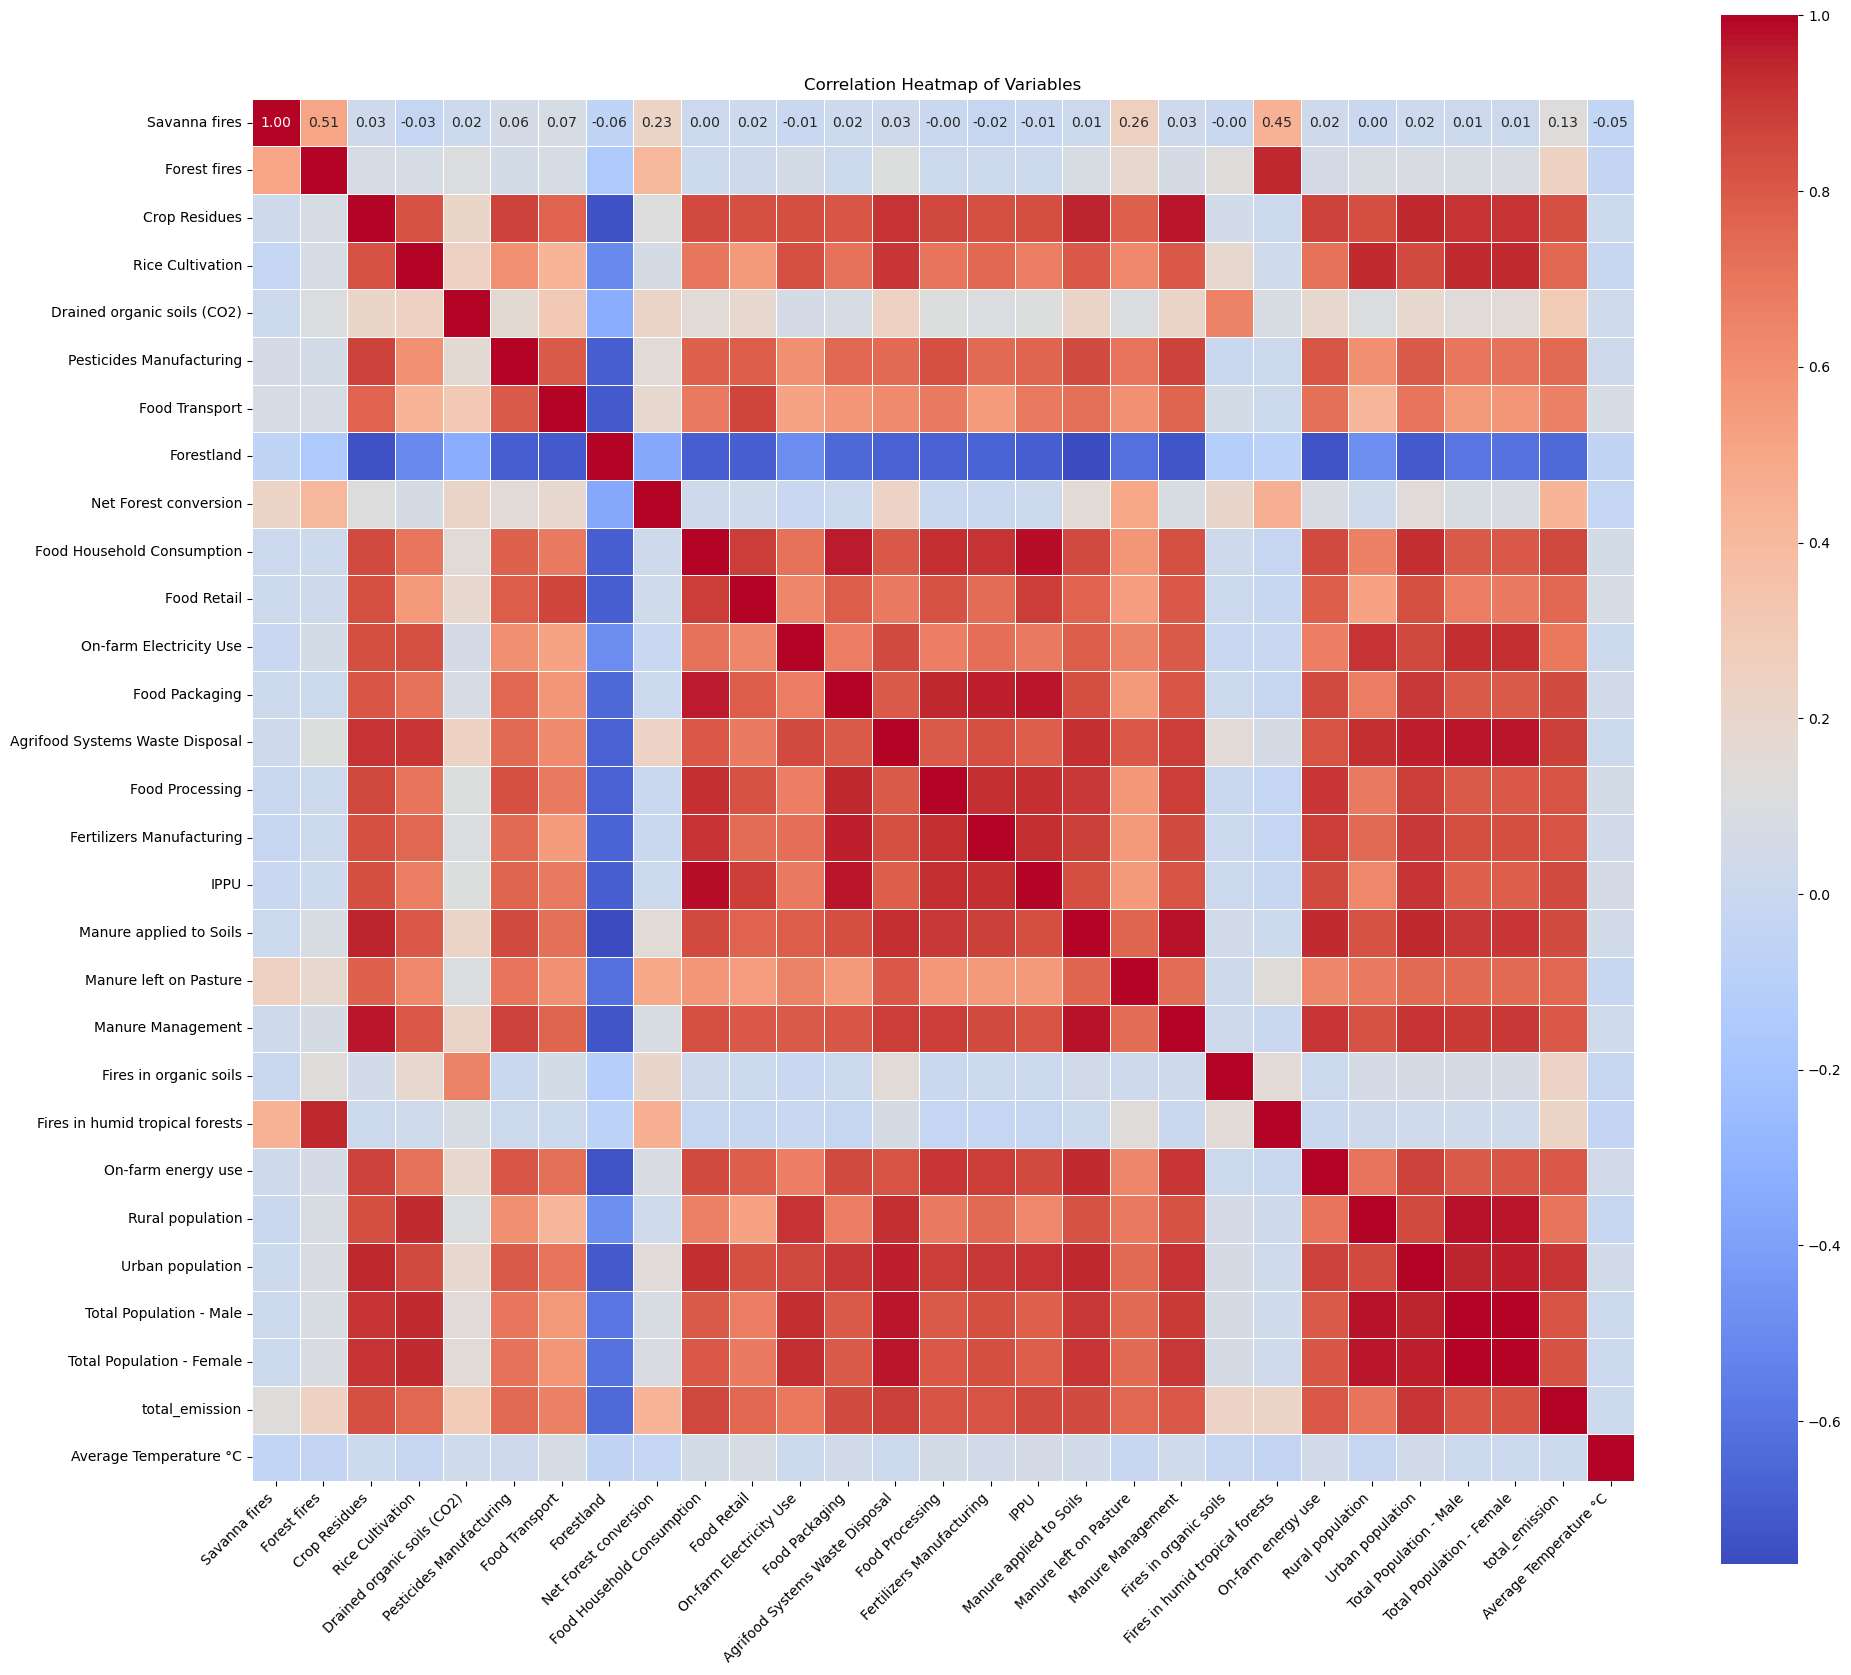 Correlation Heatmap of Variables
Savanna fires
1.00 0.51 0.03 -0.03 0.02 0.06 0.07 -0.06 0.23 0.00 0.02 -0.01 0.02 0.03 -0.00 -0.02 -0.01 0.01 0.26 0.03 -0.00 0.45 0.02 0.00 0.02 0.01 0.01 0.13 -0.05
Forest fires
Crop Residues
Rice Cultivation
Drained organic soils (CO2)
Pesticides Manufacturing
Food Transport
Forestland
Net Forest conversion
Food Household Consumption
Food Retail
On-farm Electricity Use
Food Packaging
Agrifood Systems Waste Disposal
Food Processing
Fertilizers Manufacturing
IPPU
Manure applied to Soils
Manure left on Pasture
Manure Management
Fires in organic soils
Fires in humid tropical forests
On-farm energy use
Rural population
Urban population
Total Population - Male
Total Population - Female
total_emission
Average Temperature °C
Savanna fires
Forest fires
Crop Residues
Rice Cultivation
Drained organic soils (CO2)
Pesticides Manufacturing
Food Transport
Forestland
Net Forest conversion
Food Household Consumption
Food Retail
On-farm Electricity Use
Food Packaging
Agrifood Systems Waste Disposal
Food Processing
Fertilizers Manufacturing
IPPU
Manure applied to Soils
Manure left on Pasture
Manure Management
Fires in organic soils
Fires in humid tropical forests
On-farm energy use
Rural population
Urban population
Total Population - Male
Total Population - Female
total_emission
Average Temperature °C
1.0
0.8
0.6
0.4
0.2
0.0
−0.2
−0.4
−0.6